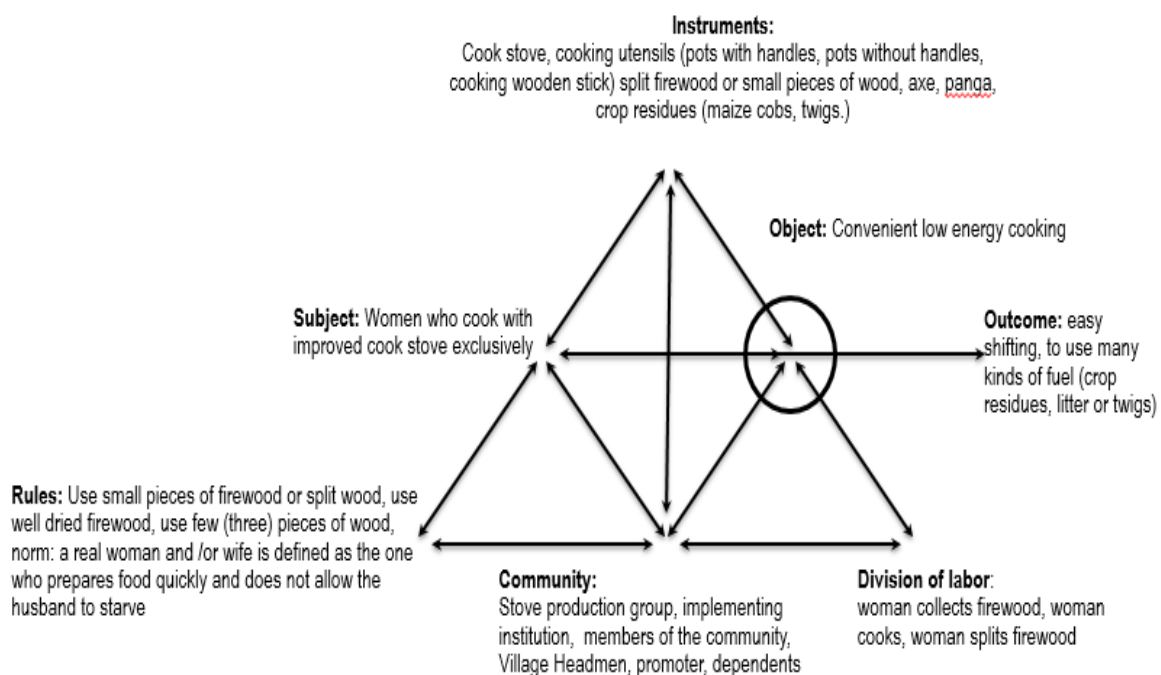 Instruments:
Cook stove, cooking utensils (pots with handles, pots without handles,
cooking wooden stick) split firewood or small pieces of wood, axe, panga,
crop residues (maize cobs, twigs.)
Object: Convenient low energy cooking
Subject: Women who cook with
improved cook stove exclusively
Outcome: easy
shifting, to use many
kinds of fuel (crop
residues, litter or twigs)
Rules: Use small pieces of firewood or split wood, use
well dried firewood, use few (three) pieces of wood,
norm: a real woman and /or wife is defined as the one
who prepares food quickly and does not allow the
husband to starve
Community:
Stove production group, implementing
institution, members of the community,
Village Headmen, promoter, dependents
Division of labor:
woman collects firewood, woman
cooks, woman splits firewood